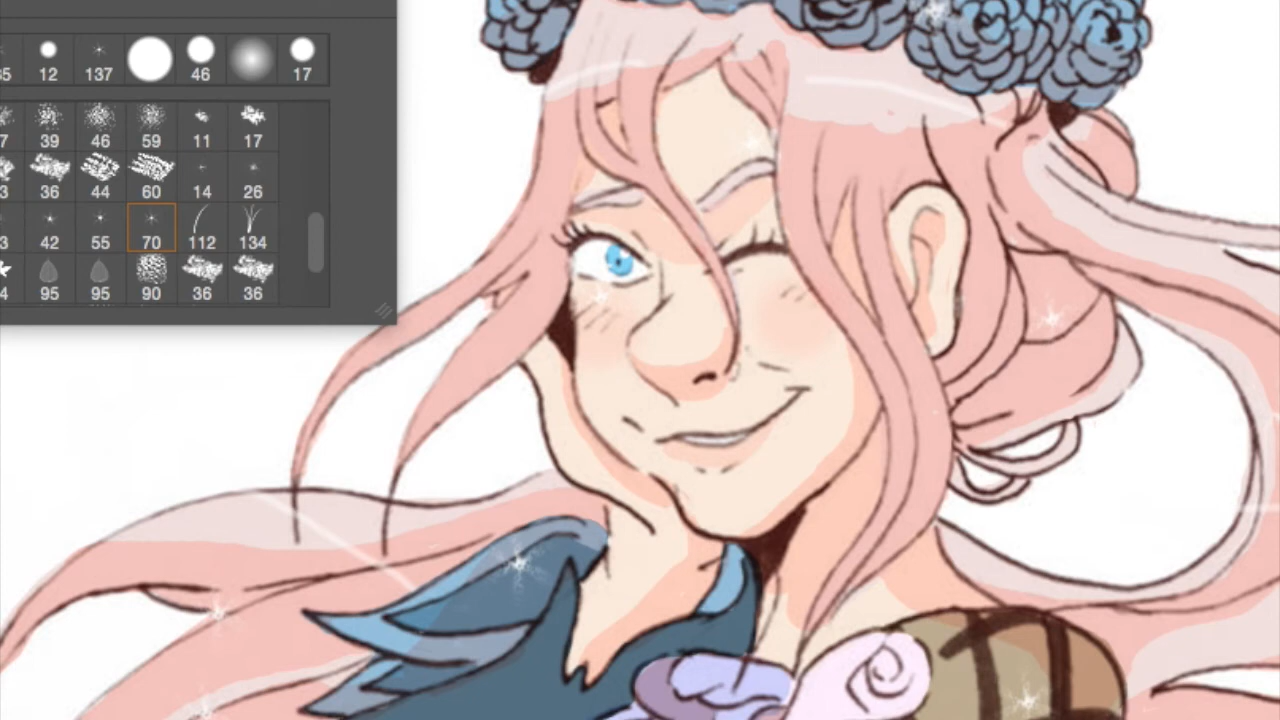 12 137 46 17
39 46 59 11 17
36 44 60 14 26
42 55 70 112 134
95 95 90 36 36